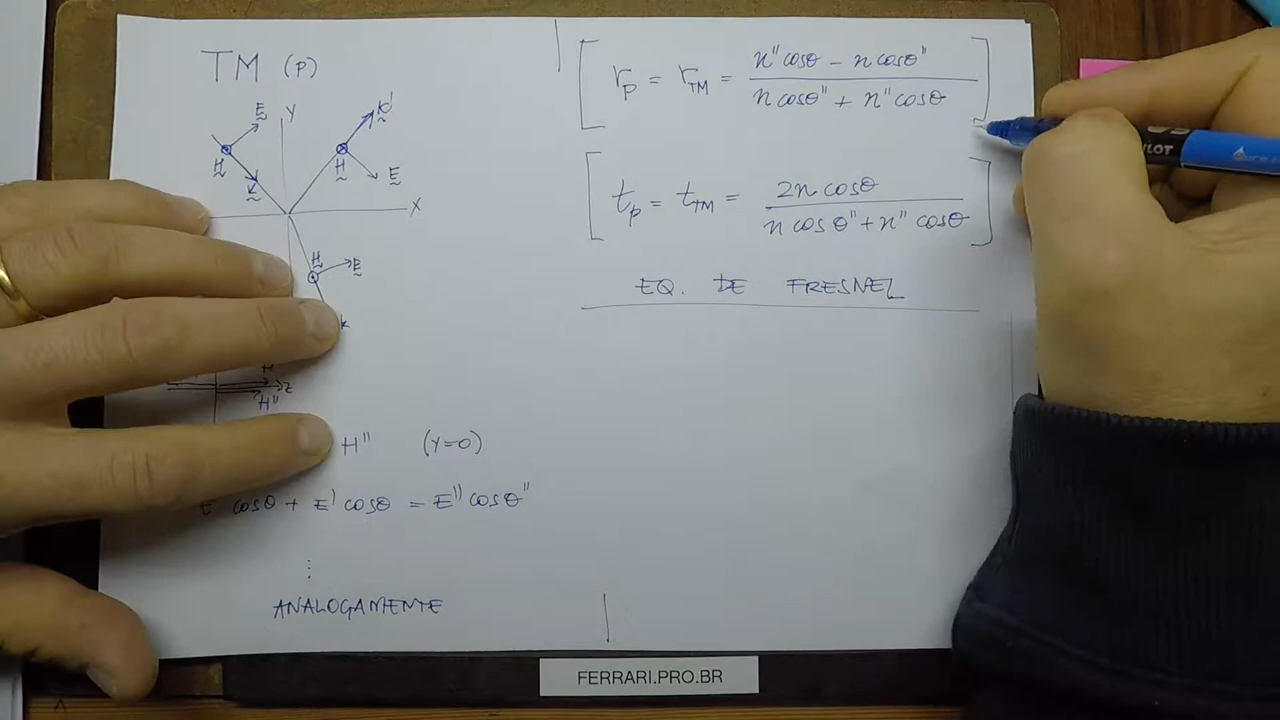 TM (P)
E
Y
k'
H
k
H
E
X
H
E
k
H
z
H"
H" (Y=0)
E cosθ + E' cosθ = E" cosθ"
⋮
ANALOGAMENTE
r_p = r_TM = (n" cosθ - n cosθ") / (n cosθ" + n" cosθ)
t_p = t_TM = (2n cosθ) / (n cosθ" + n" cosθ)
EQ. DE FRESNEL
PILOT
FERRARI.PRO.BR